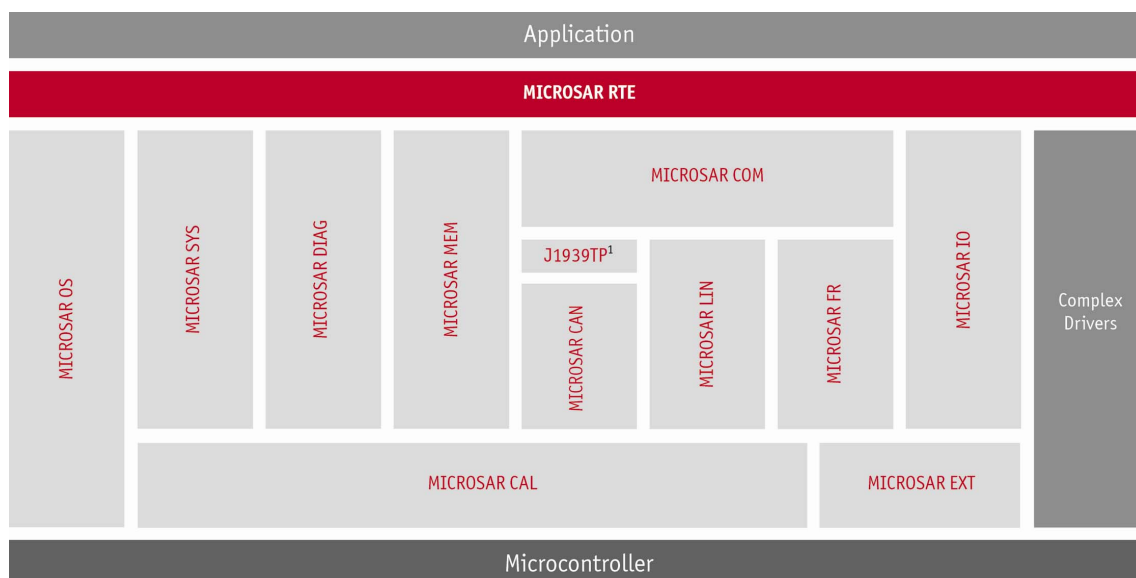 Application
MICROSAR RTE
MICROSAR OS
MICROSAR SYS
MICROSAR DIAG
MICROSAR MEM
MICROSAR COM
J1939TP¹
MICROSAR CAN
MICROSAR LIN
MICROSAR FR
MICROSAR IO
Complex
Drivers
MICROSAR CAL
MICROSAR EXT
Microcontroller